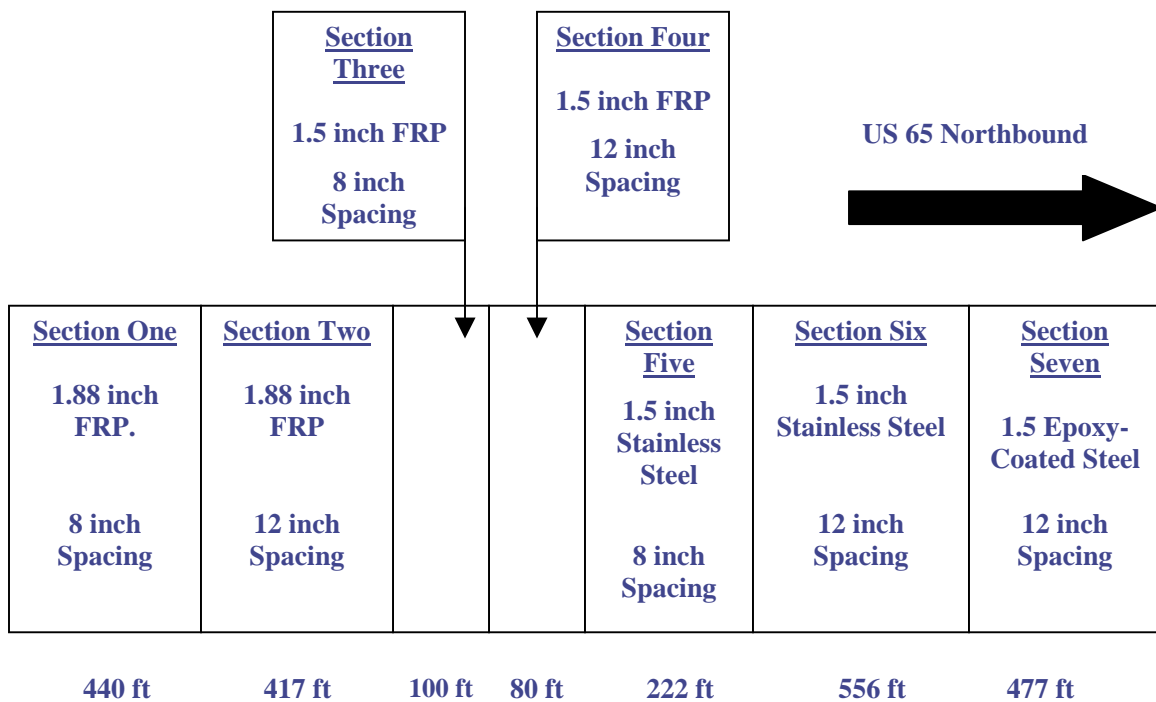 Section
Three
1.5 inch FRP
8 inch
Spacing
Section Four
1.5 inch FRP
12 inch
Spacing
US 65 Northbound
Section One
1.88 inch
FRP.
8 inch
Spacing
Section Two
1.88 inch
FRP
12 inch
Spacing
Section
Five
1.5 inch
Stainless
Steel
8 inch
Spacing
Section Six
1.5 inch
Stainless Steel
12 inch
Spacing
Section
Seven
1.5 Epoxy-
Coated Steel
12 inch
Spacing
440 ft
417 ft
100 ft
80 ft
222 ft
556 ft
477 ft